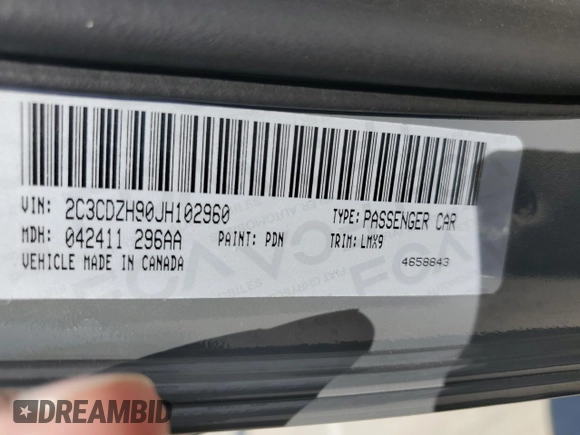 VIN: 2C3CDZH90JH102960 TYPE: PASSENGER CAR
MDH: 042411 296AA PAINT: PDN TRIM: LMX9
VEHICLE MADE IN CANADA 4658843
DREAMBID